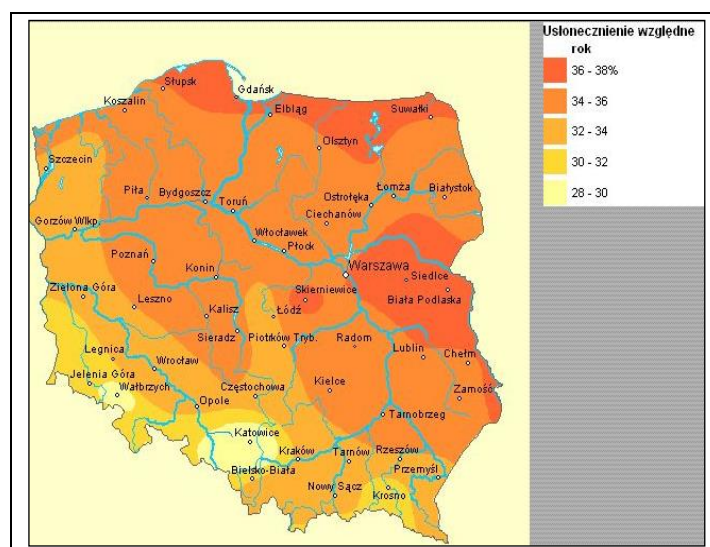 Usłonecznienie względne
rok
36 - 38%
34 - 36
32 - 34
30 - 32
28 - 30
Słupsk
Gdańsk
Koszalin
Elbląg
Suwałki
Olsztyn
Szczecin
Piła
Bydgoszcz
Toruń
Ostrołęka
Łomża
Białystok
Ciechanów
Gorzów Wlkp.
Włocławek
Płock
Poznań
Konin
Warszawa
Siedlce
Skierniewice
Biała Podlaska
Zielona Góra
Leszno
Kalisz
Łódź
Sieradz
Piotrków Tryb.
Radom
Lublin
Chełm
Legnica
Wrocław
Jelenia Góra
Wałbrzych
Częstochowa
Kielce
Zamość
Opole
Tarnobrzeg
Katowice
Kraków
Tarnów
Rzeszów
Bielsko-Biała
Przemyśl
Nowy Sącz
Krosno